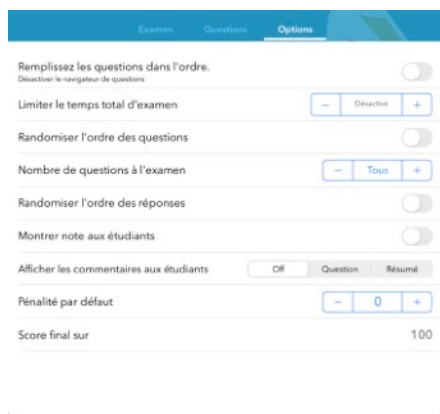 Examen Questions Options
Remplissez les questions dans l'ordre.
Désactiver le navigateur de questions
Limiter le temps total d'examen − Désactivé +
Randomiser l'ordre des questions
Nombre de questions à l'examen − Tous +
Randomiser l'ordre des réponses
Montrer note aux étudiants
Afficher les commentaires aux étudiants Off Question Résumé
Pénalité par défaut − 0 +
Score final sur 100